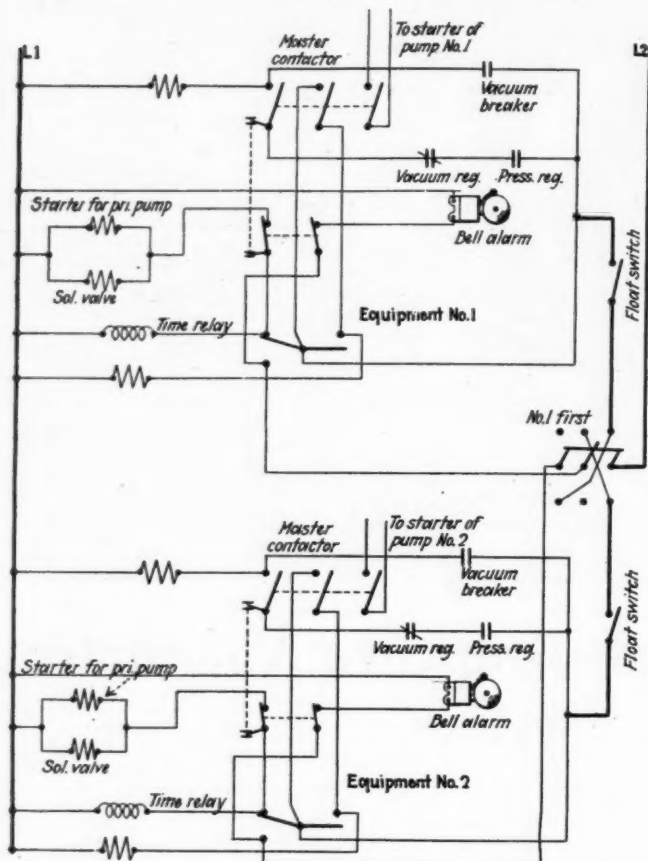 L1
Master
contactor
To starter of
pump No.1
L2
Vacuum
breaker
Vacuum reg.
Press. reg.
Starter for pri. pump
Bell alarm
Sol. valve
Float switch
Time relay
Equipment No.1
No.1 first
Master
contactor
To starter of
pump No.2
Vacuum
breaker
Vacuum reg.
Press. reg.
Float switch
Starter for pri. pump
Bell alarm
Sol. valve
Equipment No.2
Time relay